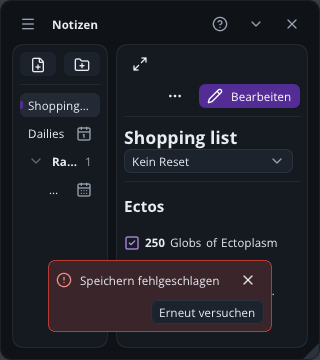 Notizen
Shopping...
Dailies
Ra... 1
...
Bearbeiten
Shopping list
Kein Reset
Ectos
250 Globs of Ectoplasm
Speichern fehlgeschlagen
Erneut versuchen